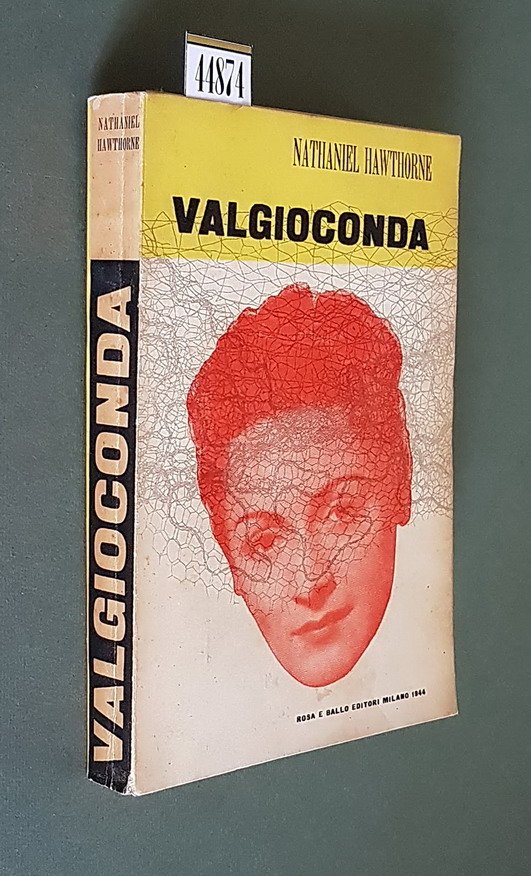 44874
NATHANIEL
HAWTHORNE
VALGIOCONDA
NATHANIEL HAWTHORNE
VALGIOCONDA
ROSA E BALLO EDITORI MILANO 1944